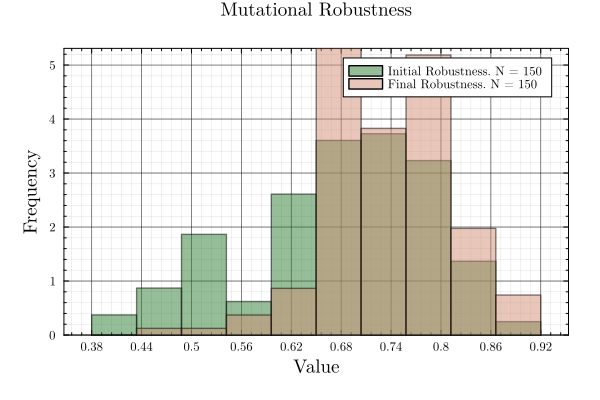 Mutational Robustness
Initial Robustness. N = 150
Final Robustness. N = 150
Frequency
5
4
3
2
1
0
0.38 0.44 0.5 0.56 0.62 0.68 0.74 0.8 0.86 0.92
Value